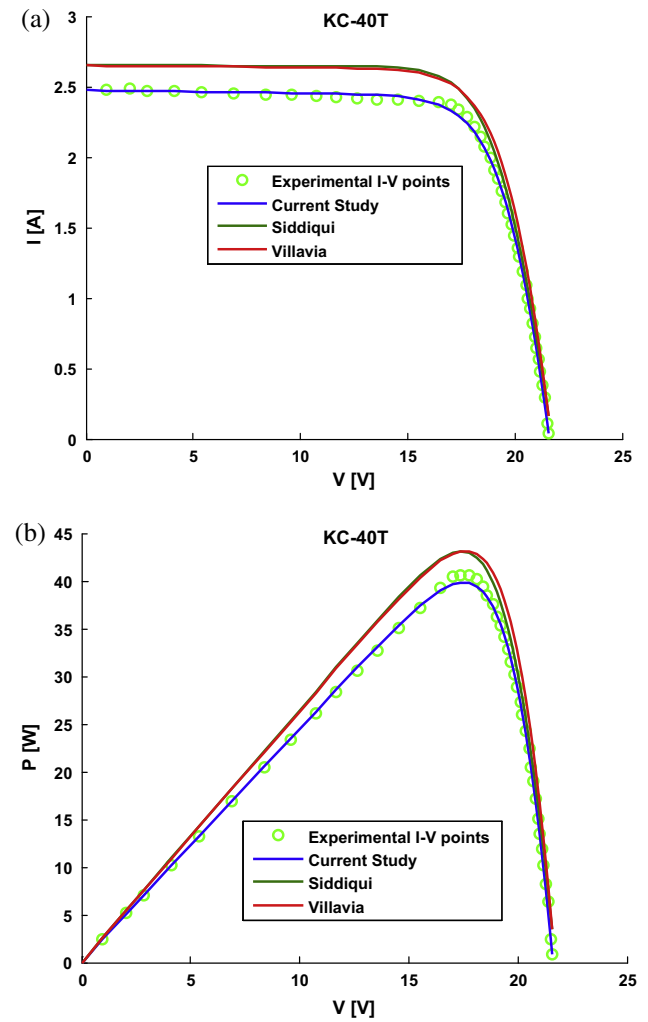 (a)
KC-40T
3
2.5
2
1.5
1
0.5
0
I [A]
Experimental I-V points
Current Study
Siddiqui
Villavia
0 5 10 15 20 25
V [V]
(b)
KC-40T
45
40
35
30
25
20
15
10
5
0
P [W]
Experimental I-V points
Current Study
Siddiqui
Villavia
0 5 10 15 20 25
V [V]